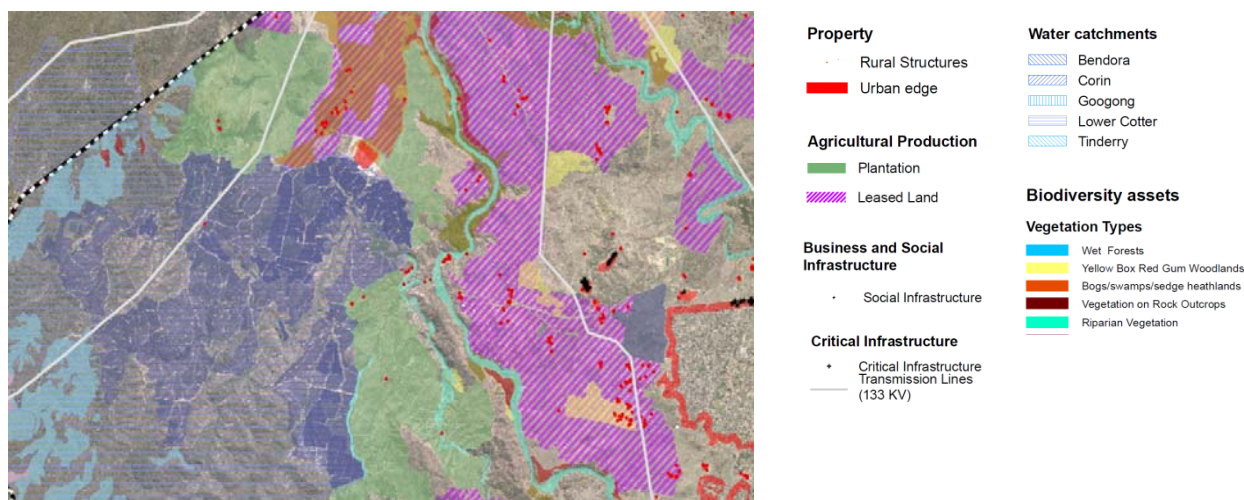 Property
Rural Structures
Urban edge
Agricultural Production
Plantation
Leased Land
Business and Social
Infrastructure
Social Infrastructure
Critical Infrastructure
Critical Infrastructure
Transmission Lines
(133 KV)
Water catchments
Bendora
Corin
Googong
Lower Cotter
Tinderry
Biodiversity assets
Vegetation Types
Wet Forests
Yellow Box Red Gum Woodlands
Bogs/swamps/sedge heathlands
Vegetation on Rock Outcrops
Riparian Vegetation